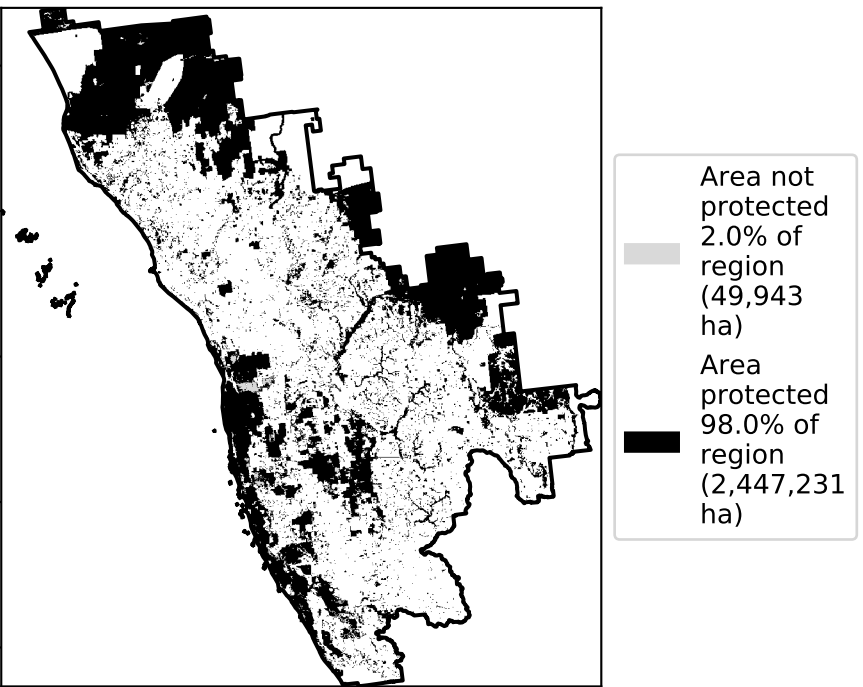 Area not
protected
2.0% of
region
(49,943
ha)
Area
protected
98.0% of
region
(2,447,231
ha)